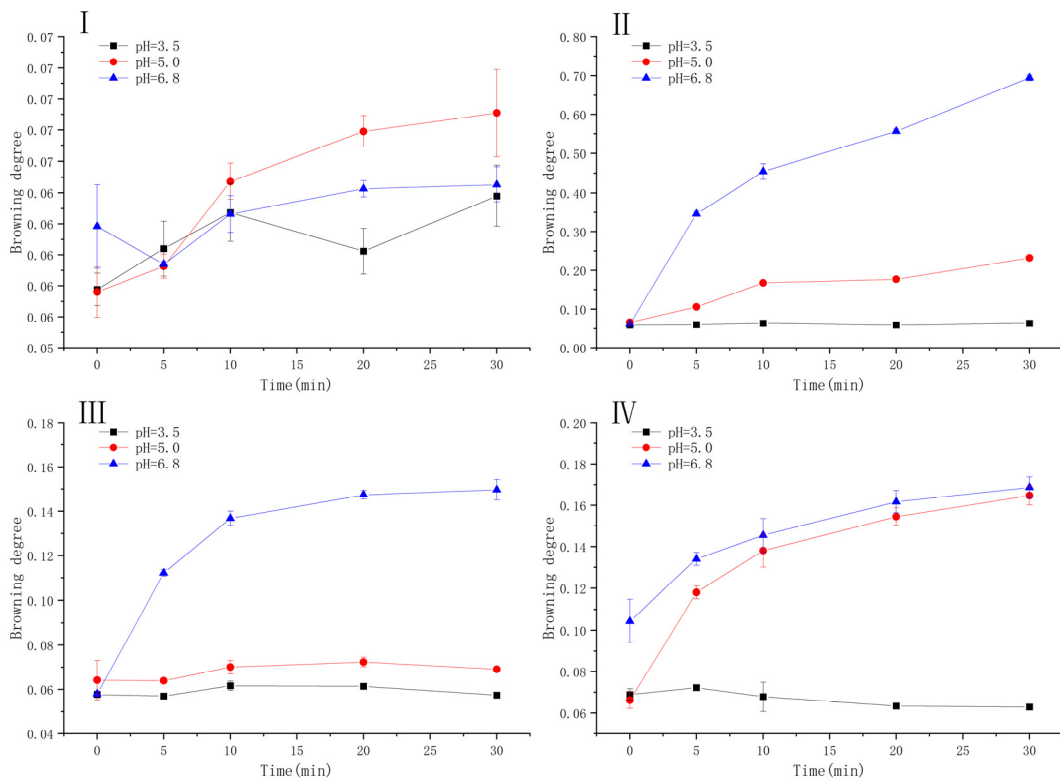 I
pH=3.5
pH=5.0
pH=6.8
Browning degree
0.07
0.07
0.07
0.07
0.07
0.06
0.06
0.06
0.06
0.06
0.05
0 5 10 15 20 25 30
Time(min)
II
pH=3.5
pH=5.0
pH=6.8
Browning degree
0.80
0.70
0.60
0.50
0.40
0.30
0.20
0.10
0.00
0 5 10 15 20 25 30
Time(min)
III
pH=3.5
pH=5.0
pH=6.8
Browning degree
0.18
0.16
0.14
0.12
0.10
0.08
0.06
0.04
0 5 10 15 20 25 30
Time(min)
IV
pH=3.5
pH=5.0
pH=6.8
Browning degree
0.20
0.18
0.16
0.14
0.12
0.10
0.08
0.06
0 5 10 15 20 25 30
Time(min)